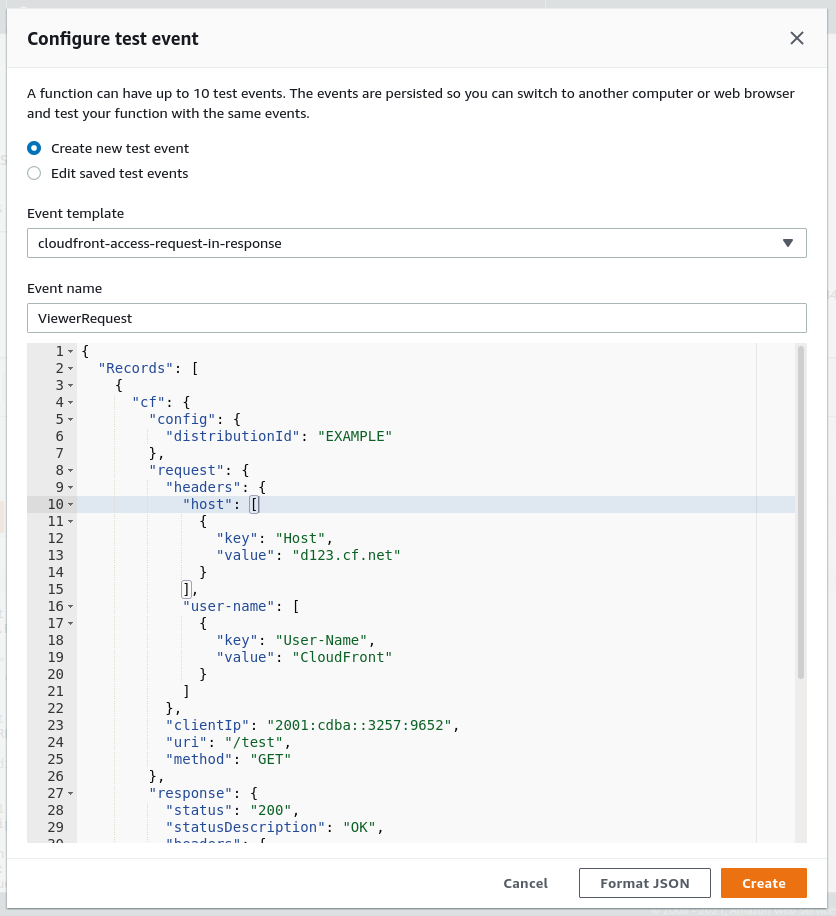 Configure test event
A function can have up to 10 test events. The events are persisted so you can switch to another computer or web browser
and test your function with the same events.
Create new test event
Edit saved test events
Event template
cloudfront-access-request-in-response
Event name
ViewerRequest
1 {
2 "Records": [
3 {
4 "cf": {
5 "config": {
6 "distributionId": "EXAMPLE"
7 },
8 "request": {
9 "headers": {
10 "host": [
11 {
12 "key": "Host",
13 "value": "d123.cf.net"
14 }
15 ],
16 "user-name": [
17 {
18 "key": "User-Name",
19 "value": "CloudFront"
20 }
21 ]
22 },
23 "clientIp": "2001:cdba::3257:9652",
24 "uri": "/test",
25 "method": "GET"
26 },
27 "response": {
28 "status": "200",
29 "statusDescription": "OK",
30 "headers": {
Cancel
Format JSON
Create